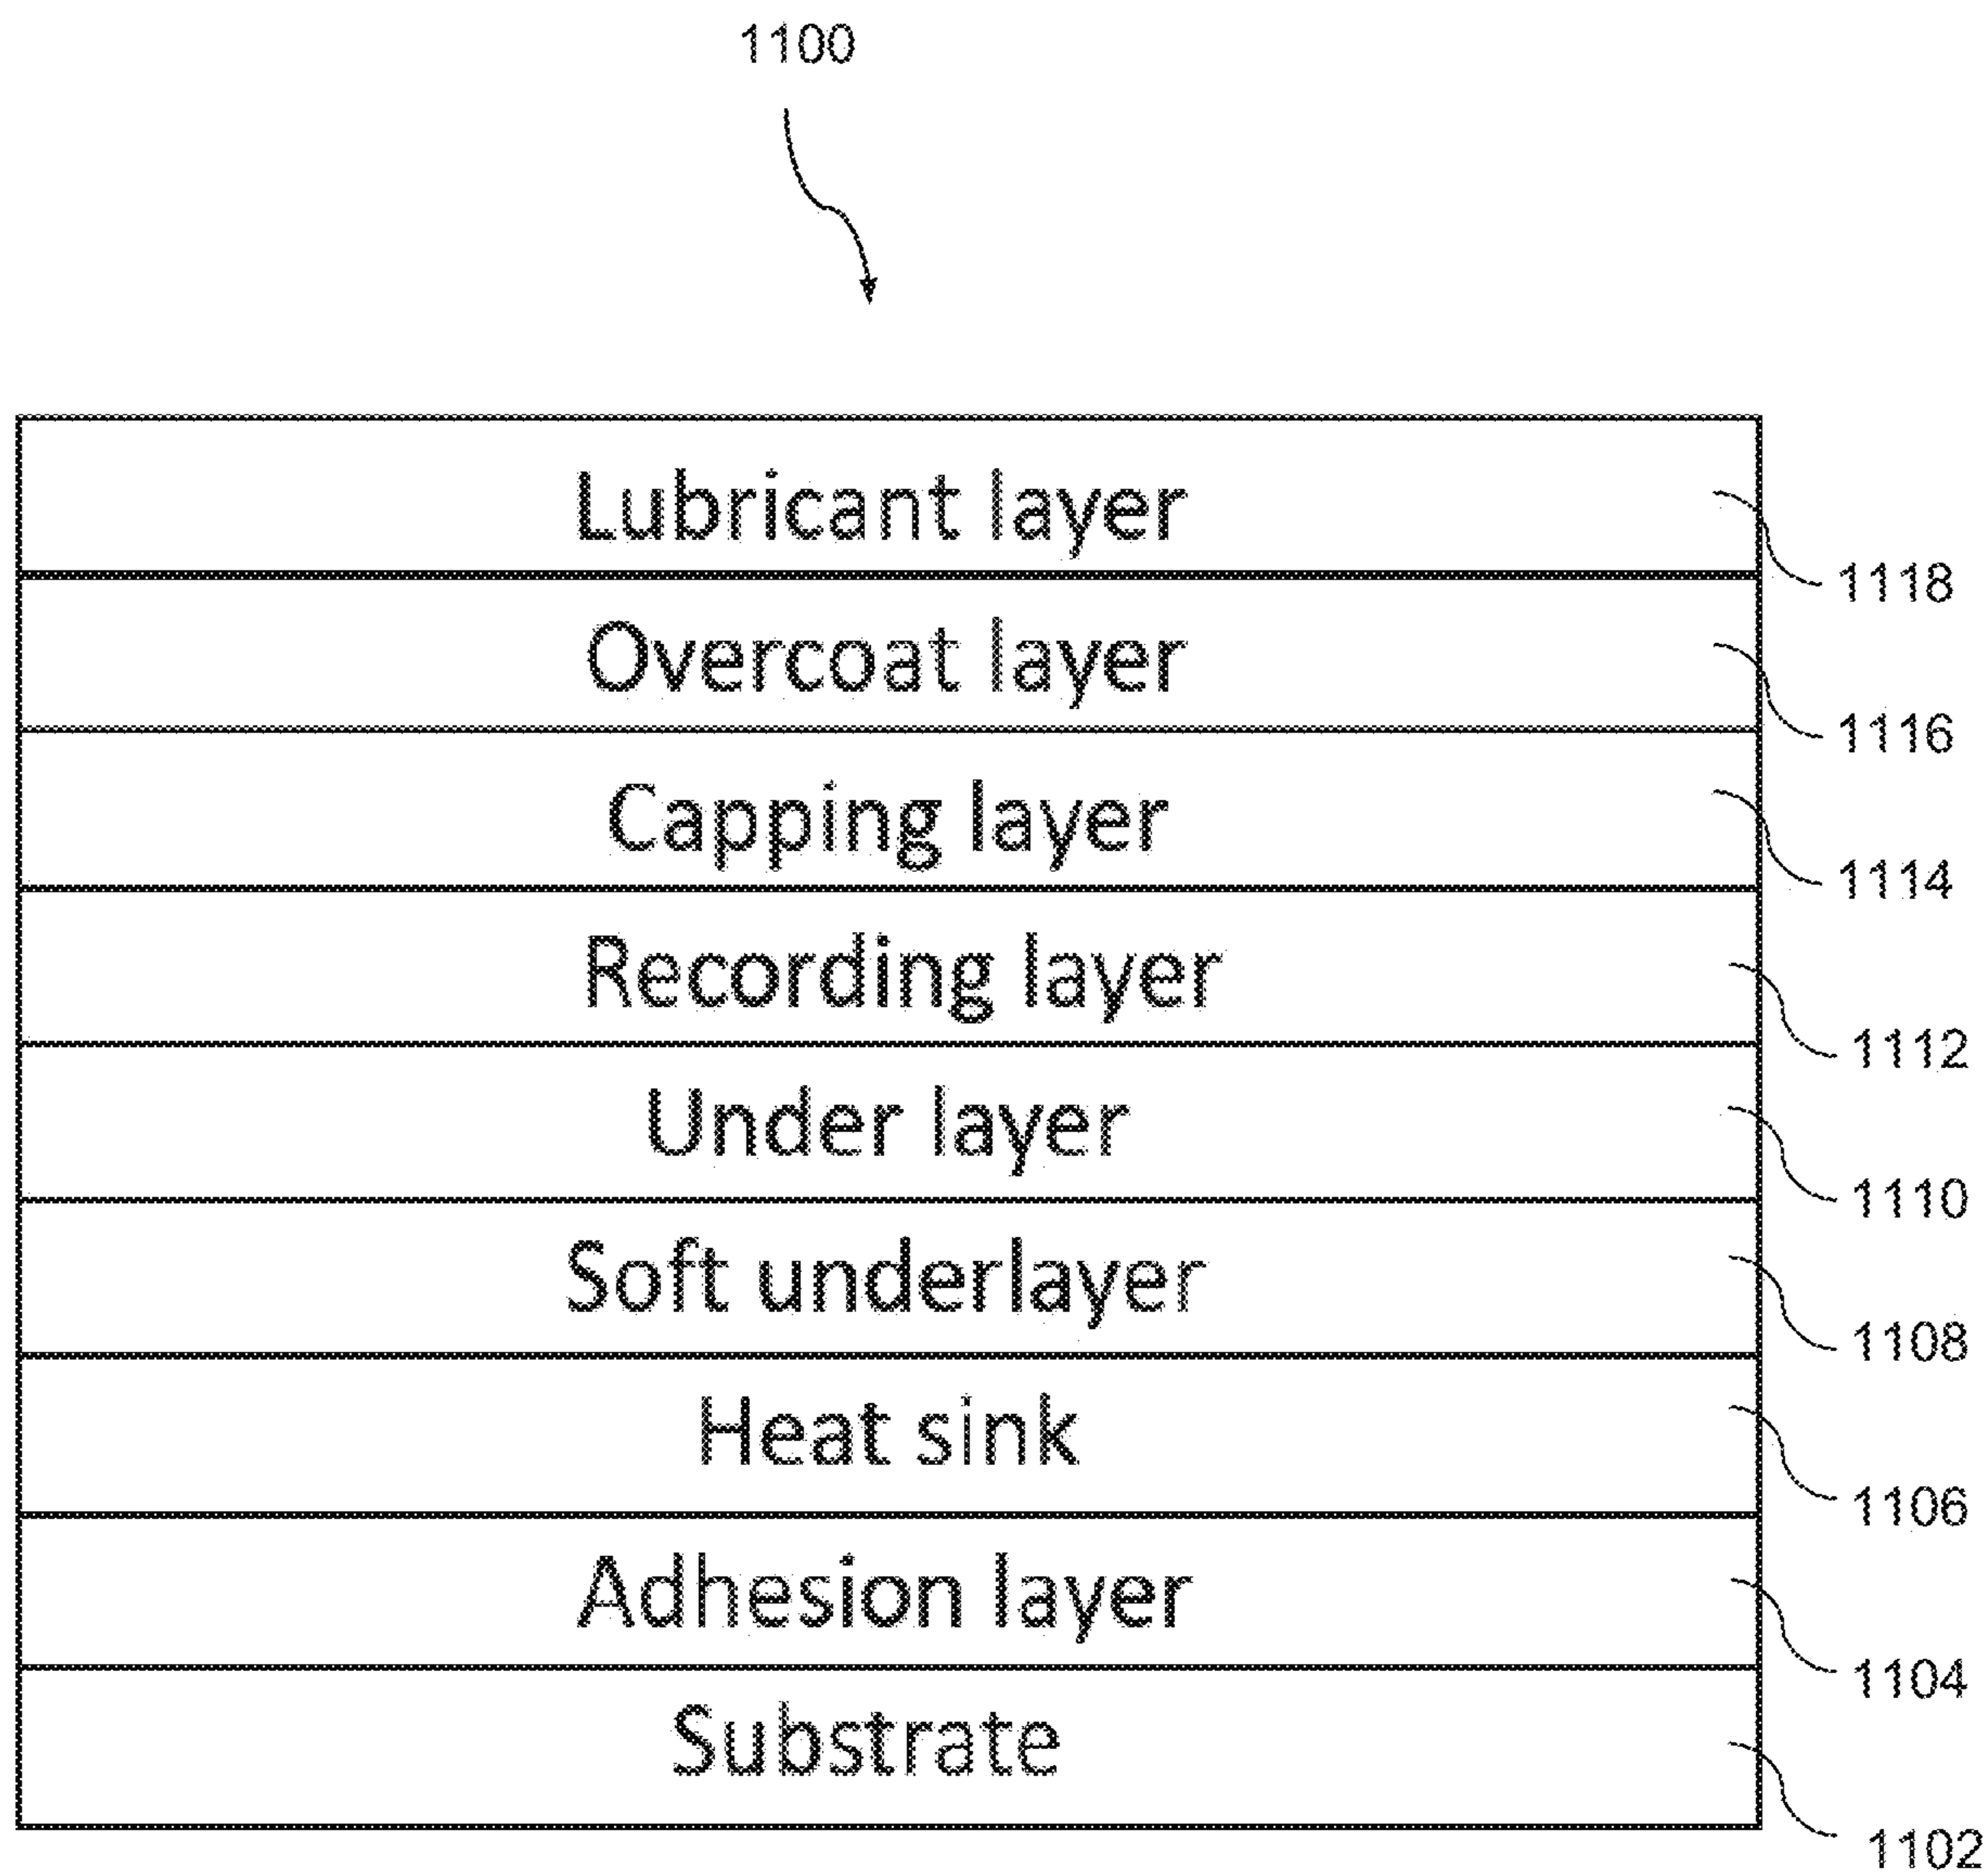 1100
Lubricant layer
1118
Overcoat layer
1116
Capping layer
1114
Recording layer
1112
Under layer
1110
Soft underlayer
1108
Heat sink
1106
Adhesion layer
1104
Substrate
1102